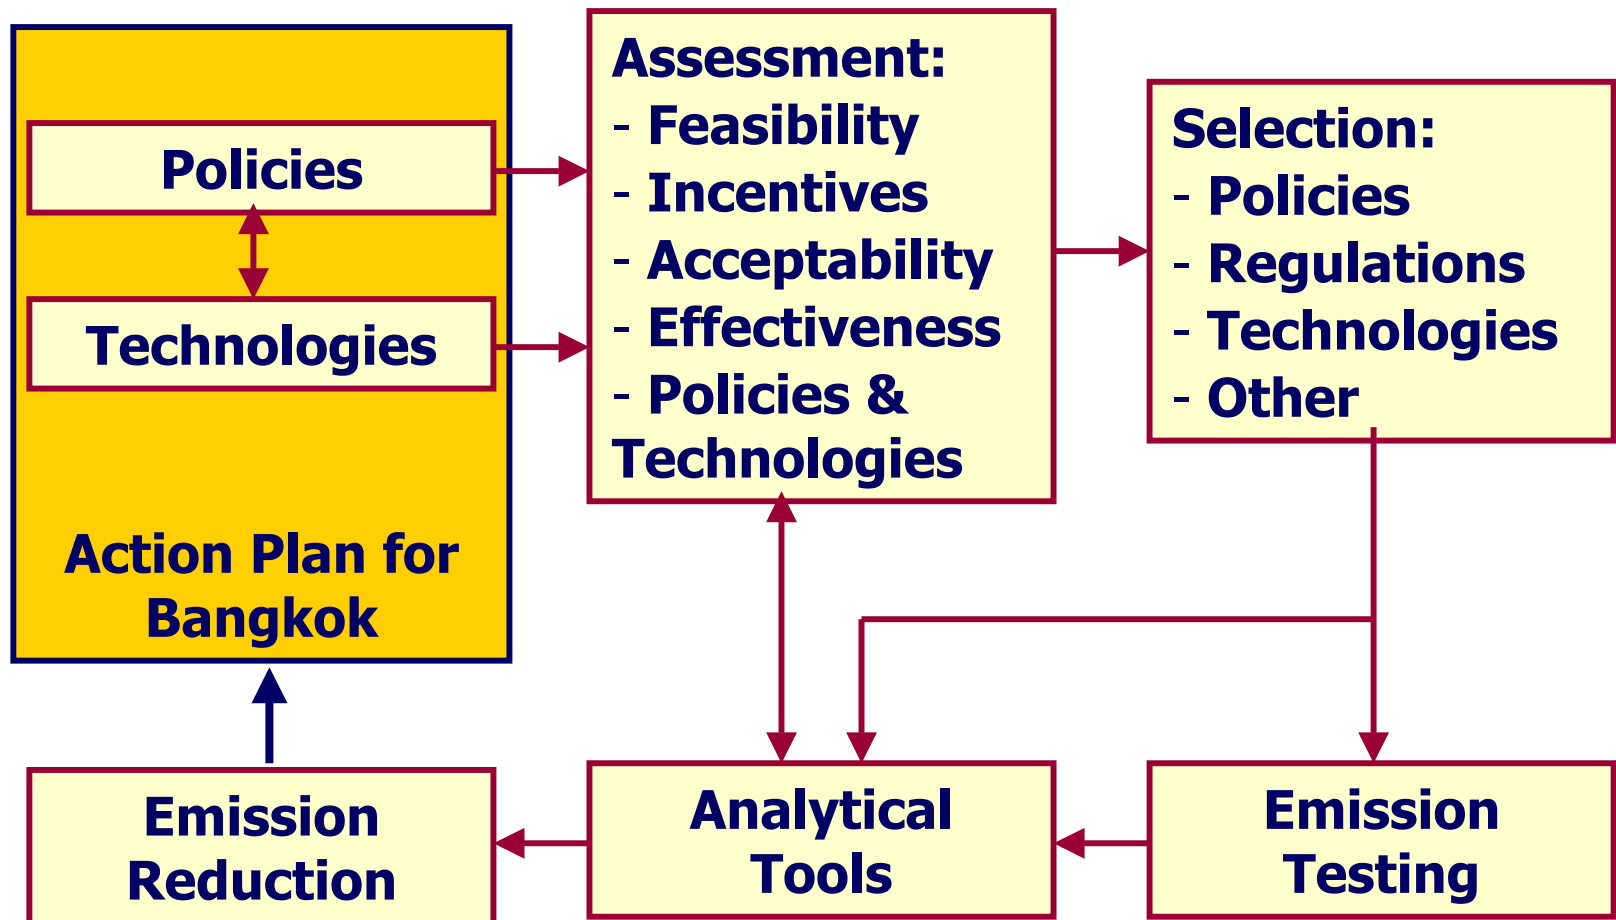 Policies
Technologies
Action Plan for
Bangkok
Assessment:
- Feasibility
- Incentives
- Acceptability
- Effectiveness
- Policies &
Technologies
Selection:
- Policies
- Regulations
- Technologies
- Other
Emission
Reduction
Analytical
Tools
Emission
Testing